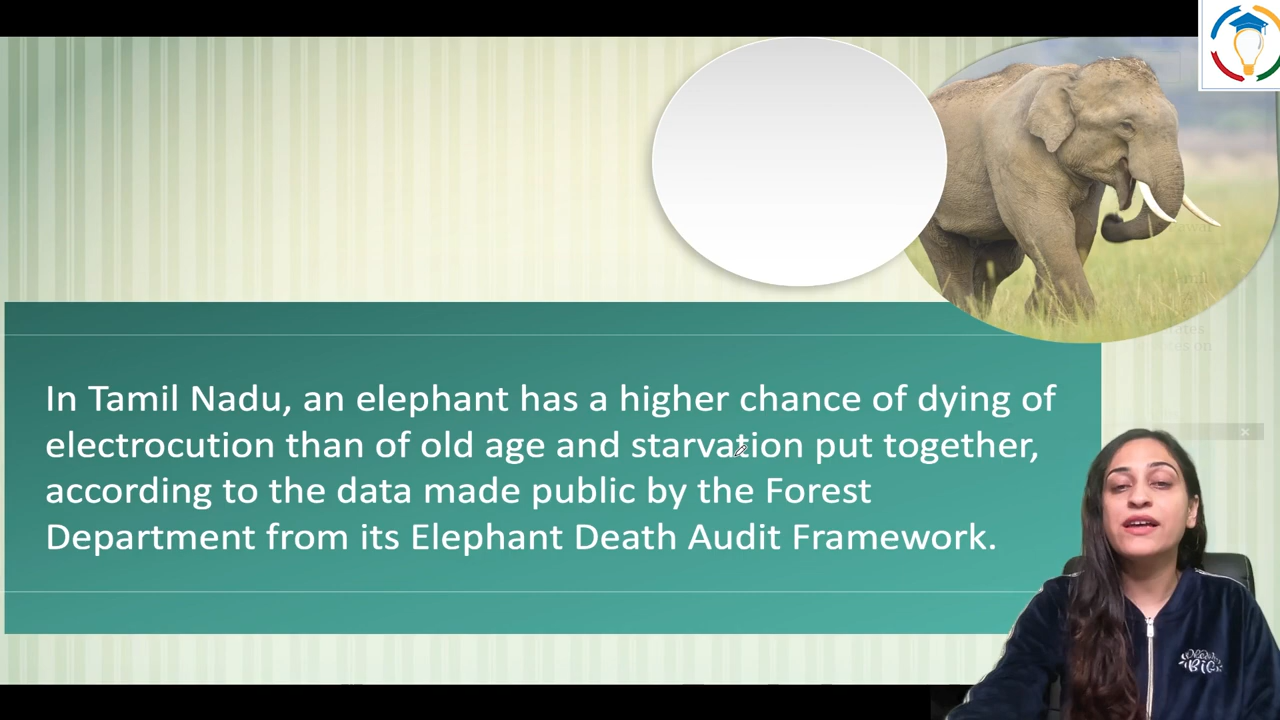 In Tamil Nadu, an elephant has a higher chance of dying of
electrocution than of old age and starvation put together,
according to the data made public by the Forest
Department from its Elephant Death Audit Framework.